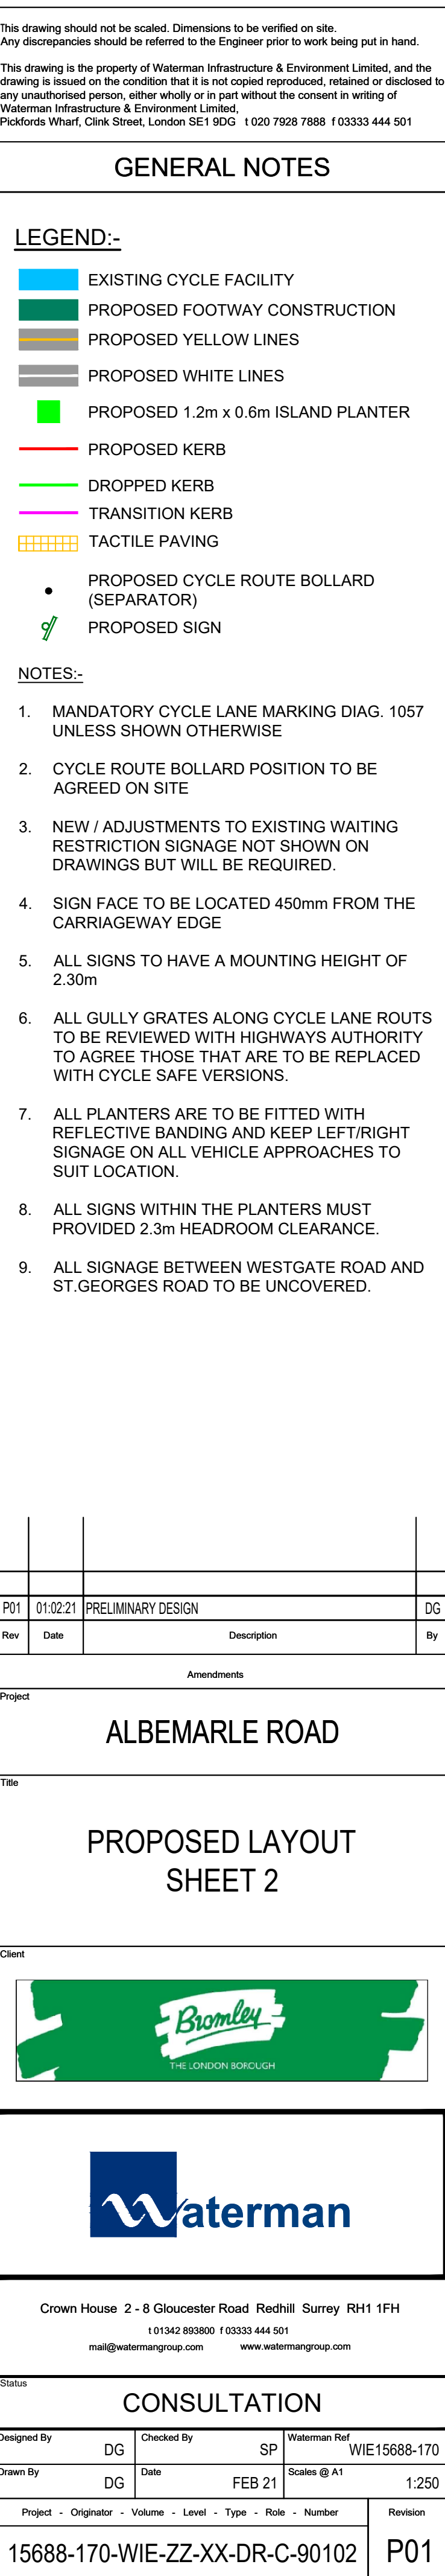 This drawing should not be scaled. Dimensions to be verified on site.
Any discrepancies should be referred to the Engineer prior to work being put in hand.
This drawing is the property of Waterman Infrastructure & Environment Limited, and the
drawing is issued on the condition that it is not copied reproduced, retained or disclosed to
any unauthorised person, either wholly or in part without the consent in writing of
Waterman Infrastructure & Environment Limited,
Pickfords Wharf, Clink Street, London SE1 9DG t 020 7928 7888 f 03333 444 501
GENERAL NOTES
LEGEND:-
EXISTING CYCLE FACILITY
PROPOSED FOOTWAY CONSTRUCTION
PROPOSED YELLOW LINES
PROPOSED WHITE LINES
PROPOSED 1.2m x 0.6m ISLAND PLANTER
PROPOSED KERB
DROPPED KERB
TRANSITION KERB
TACTILE PAVING
PROPOSED CYCLE ROUTE BOLLARD
(SEPARATOR)
PROPOSED SIGN
NOTES:-
1. MANDATORY CYCLE LANE MARKING DIAG. 1057
UNLESS SHOWN OTHERWISE
2. CYCLE ROUTE BOLLARD POSITION TO BE
AGREED ON SITE
3. NEW / ADJUSTMENTS TO EXISTING WAITING
RESTRICTION SIGNAGE NOT SHOWN ON
DRAWINGS BUT WILL BE REQUIRED.
4. SIGN FACE TO BE LOCATED 450mm FROM THE
CARRIAGEWAY EDGE
5. ALL SIGNS TO HAVE A MOUNTING HEIGHT OF
2.30m
6. ALL GULLY GRATES ALONG CYCLE LANE ROUTS
TO BE REVIEWED WITH HIGHWAYS AUTHORITY
TO AGREE THOSE THAT ARE TO BE REPLACED
WITH CYCLE SAFE VERSIONS.
7. ALL PLANTERS ARE TO BE FITTED WITH
REFLECTIVE BANDING AND KEEP LEFT/RIGHT
SIGNAGE ON ALL VEHICLE APPROACHES TO
SUIT LOCATION.
8. ALL SIGNS WITHIN THE PLANTERS MUST
PROVIDED 2.3m HEADROOM CLEARANCE.
9. ALL SIGNAGE BETWEEN WESTGATE ROAD AND
ST.GEORGES ROAD TO BE UNCOVERED.
P01 01:02:21 PRELIMINARY DESIGN DG
Rev Date Description By
Amendments
Project
ALBEMARLE ROAD
Title
PROPOSED LAYOUT
SHEET 2
Client
Bromley
THE LONDON BOROUGH
Waterman
Crown House 2 - 8 Gloucester Road Redhill Surrey RH1 1FH
t 01342 893800 f 03333 444 501
mail@watermangroup.com www.watermangroup.com
Status
CONSULTATION
Designed By DG Checked By SP Waterman Ref WIE15688-170
Drawn By DG Date FEB 21 Scales @ A1 1:250
Project - Originator - Volume - Level - Type - Role - Number Revision
15688-170-WIE-ZZ-XX-DR-C-90102 P01